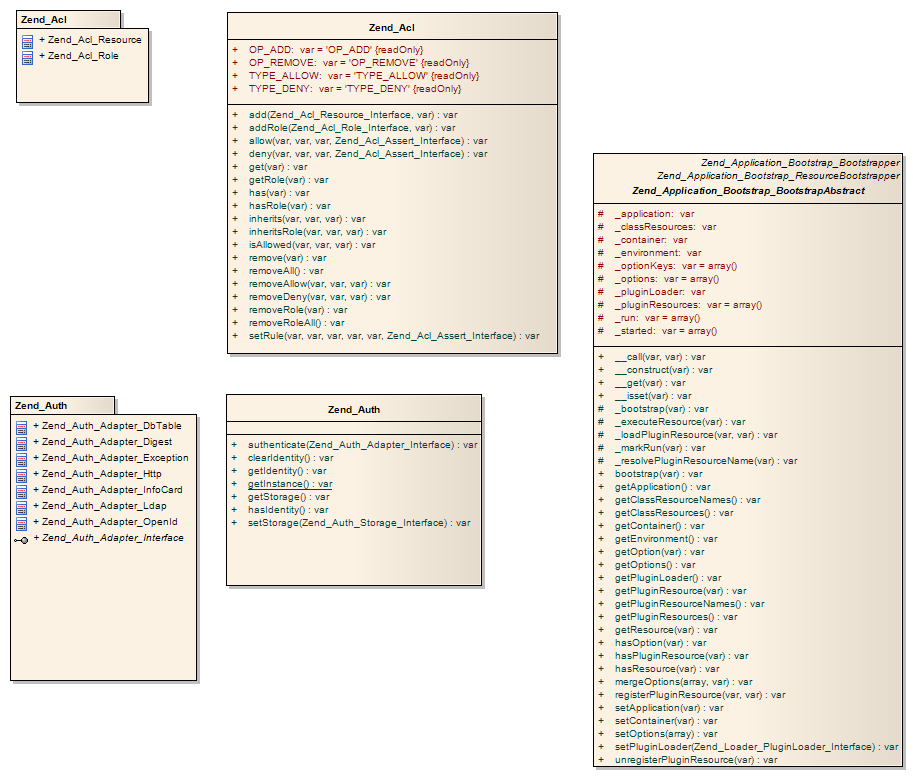 Zend_Acl
+ Zend_Acl_Resource
+ Zend_Acl_Role
Zend_Acl
+ OP_ADD: var = 'OP_ADD' {readOnly}
+ OP_REMOVE: var = 'OP_REMOVE' {readOnly}
+ TYPE_ALLOW: var = 'TYPE_ALLOW' {readOnly}
+ TYPE_DENY: var = 'TYPE_DENY' {readOnly}
+ add(Zend_Acl_Resource_Interface, var) : var
+ addRole(Zend_Acl_Role_Interface, var) : var
+ allow(var, var, var, Zend_Acl_Assert_Interface) : var
+ deny(var, var, var, Zend_Acl_Assert_Interface) : var
+ get(var) : var
+ getRole(var) : var
+ has(var) : var
+ hasRole(var) : var
+ inherits(var, var, var) : var
+ inheritsRole(var, var, var) : var
+ isAllowed(var, var, var) : var
+ remove(var) : var
+ removeAll() : var
+ removeAllow(var, var, var) : var
+ removeDeny(var, var, var) : var
+ removeRole(var) : var
+ removeRoleAll() : var
+ setRule(var, var, var, var, var, Zend_Acl_Assert_Interface) : var
Zend_Auth
+ Zend_Auth_Adapter_DbTable
+ Zend_Auth_Adapter_Digest
+ Zend_Auth_Adapter_Exception
+ Zend_Auth_Adapter_Http
+ Zend_Auth_Adapter_InfoCard
+ Zend_Auth_Adapter_Ldap
+ Zend_Auth_Adapter_OpenId
+ Zend_Auth_Adapter_Interface
Zend_Auth
+ authenticate(Zend_Auth_Adapter_Interface) : var
+ clearIdentity() : var
+ getIdentity() : var
+ getInstance() : var
+ getStorage() : var
+ hasIdentity() : var
+ setStorage(Zend_Auth_Storage_Interface) : var
Zend_Application_Bootstrap_Bootstrapper
Zend_Application_Bootstrap_ResourceBootstrapper
Zend_Application_Bootstrap_BootstrapAbstract
# _application: var
# _classResources: var
# _container: var
# _environment: var
# _optionKeys: var = array()
# _options: var = array()
# _pluginLoader: var
# _pluginResources: var = array()
# _run: var = array()
# _started: var = array()
+ __call(var, var) : var
+ __construct(var) : var
+ __get(var) : var
+ __isset(var) : var
# _bootstrap(var) : var
# _executeResource(var) : var
# _loadPluginResource(var, var) : var
# _markRun(var) : var
# _resolvePluginResourceName(var) : var
+ bootstrap(var) : var
+ getApplication() : var
+ getClassResourceNames() : var
+ getClassResources() : var
+ getContainer() : var
+ getEnvironment() : var
+ getOption(var) : var
+ getOptions() : var
+ getPluginLoader() : var
+ getPluginResource(var) : var
+ getPluginResourceNames() : var
+ getPluginResources() : var
+ getResource(var) : var
+ hasOption(var) : var
+ hasPluginResource(var) : var
+ hasResource(var) : var
+ mergeOptions(array, var) : var
+ registerPluginResource(var, var) : var
+ setApplication(var) : var
+ setContainer(var) : var
+ setOptions(array) : var
+ setPluginLoader(Zend_Loader_PluginLoader_Interface) : var
+ unregisterPluginResource(var) : var